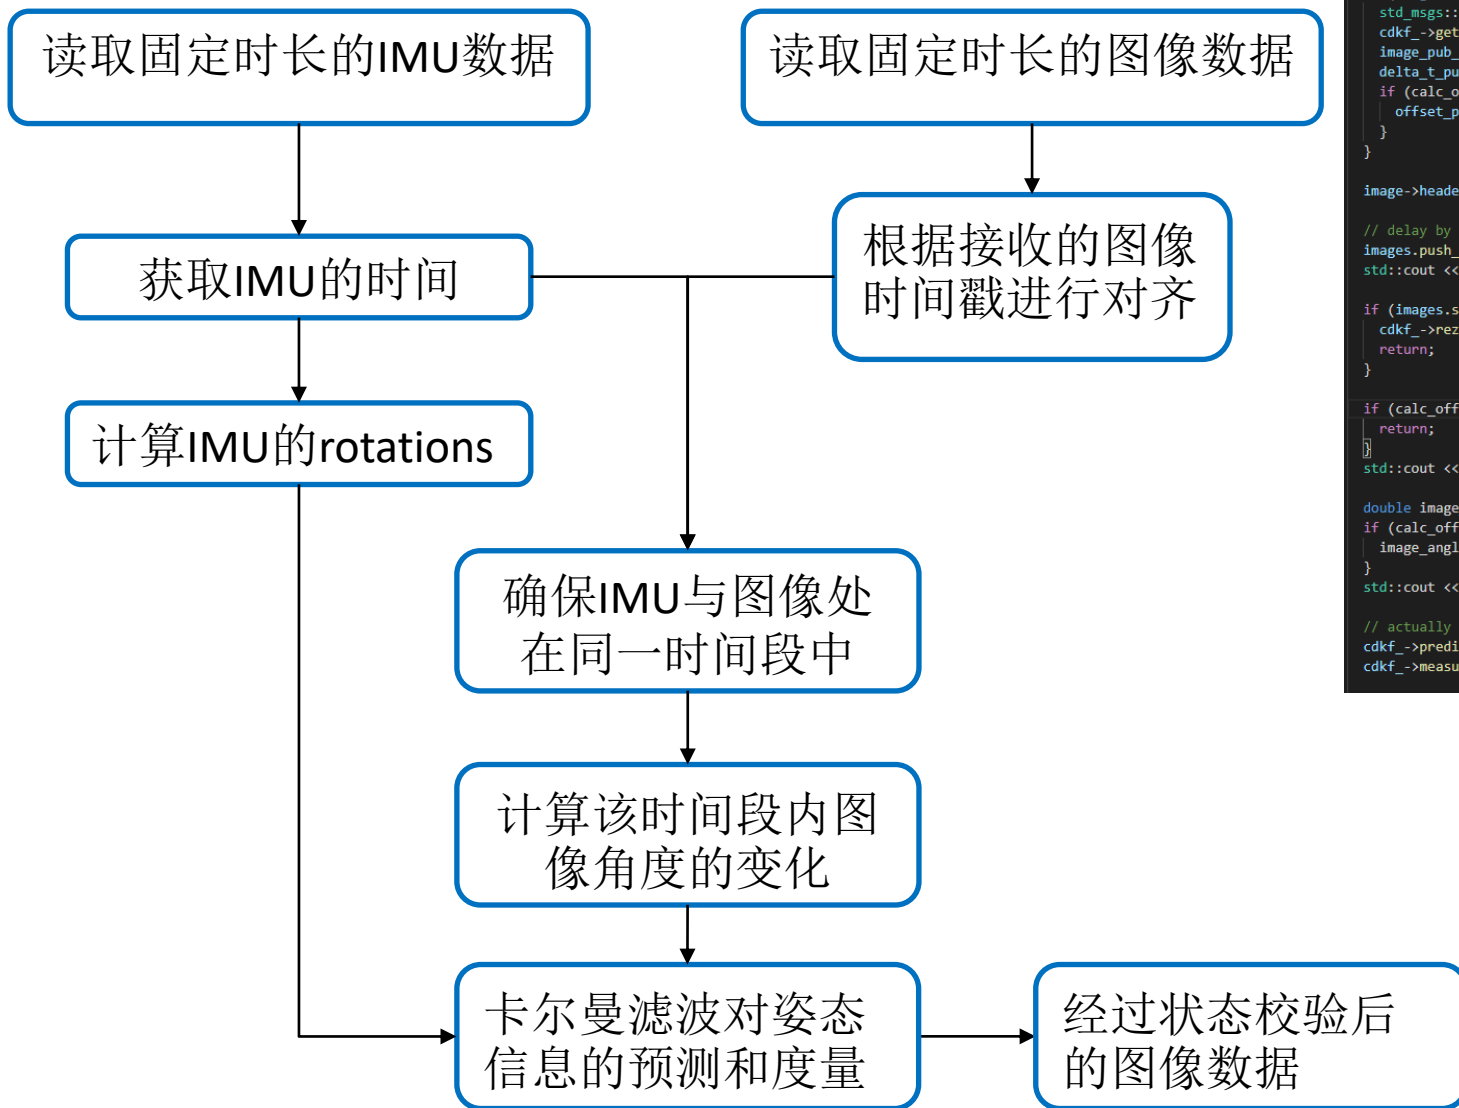 读取固定时长的IMU数据
读取固定时长的图像数据
获取IMU的时间
根据接收的图像
时间戳进行对齐
计算IMU的rotations
确保IMU与图像处
在同一时间段中
计算该时间段内图
像角度的变化
卡尔曼滤波对姿态
信息的预测和度量
经过状态校验后
的图像数据
std_msgs::
cdkf_->get
image_pub_
delta_t_pu
if (calc_o
offset_p
}
}
image->heade
// delay by
images.push_
std::cout <<
if (images.s
cdkf_->rez
return;
}
if (calc_off
return;
}
std::cout <<
double image
if (calc_off
image_angl
}
std::cout <<
// actually
cdkf_->predi
cdkf_->measu